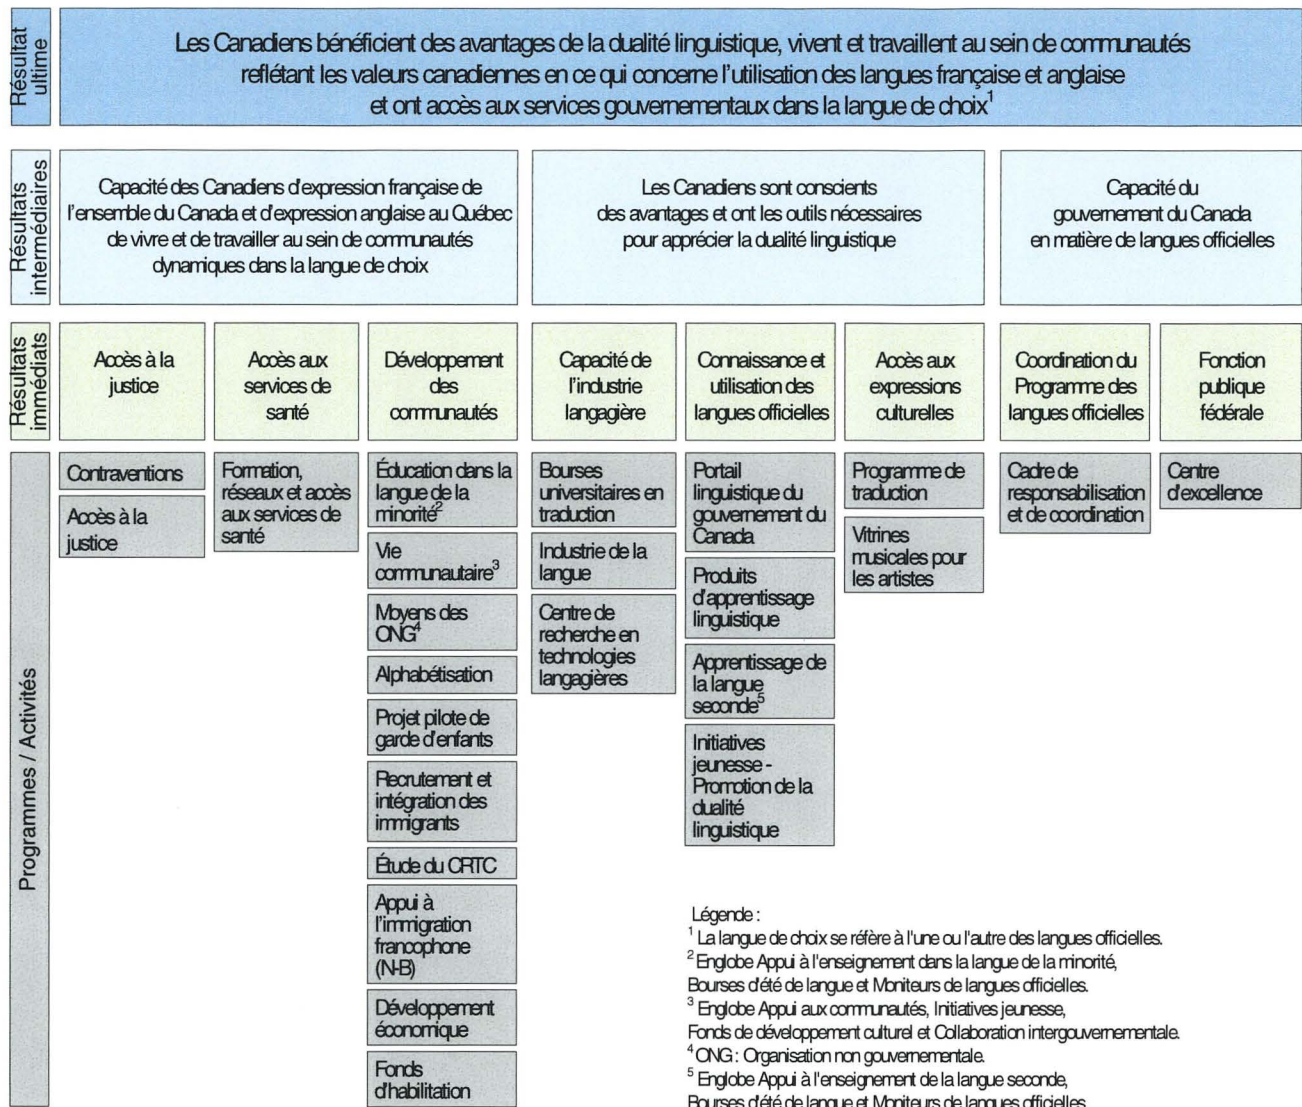 Résultat
ultime
Les Canadiens bénéficient des avantages de la dualité linguistique, vivent et travaillent au sein de communautés
reflétant les valeurs canadiennes en ce qui concerne l'utilisation des langues française et anglaise
et ont accès aux services gouvernementaux dans la langue de choix¹
Résultats
intermédiaires
Capacité des Canadiens d'expression française de
l'ensemble du Canada et d'expression anglaise au Québec
de vivre et de travailler au sein de communautés
dynamiques dans la langue de choix
Les Canadiens sont conscients
des avantages et ont les outils nécessaires
pour apprécier la dualité linguistique
Capacité du
gouvernement du Canada
en matière de langues officielles
Résultats
immédiats
Accès à la
justice
Accès aux
services de
santé
Développement
des
communautés
Capacité de
l'industrie
langagière
Connaissance et
utilisation des
langues officielles
Accès aux
expressions
culturelles
Coordination du
Programme des
langues officielles
Fonction
publique
fédérale
Programmes / Activités
Contraventions
Accès à la
justice
Formation,
réseaux et accès
aux services de
santé
Éducation dans la
langue de la
minorité²
Vie
communautaire³
Moyens des
ONG⁴
Alphabétisation
Projet pilote de
garde d'enfants
Recrutement et
intégration des
immigrants
Étude du CRTC
Appui à
l'immigration
francophone
(N-B)
Développement
économique
Fonds
d'habilitation
Bourses
universitaires en
traduction
Industrie de la
langue
Centre de
recherche en
technologies
langagières
Portail
linguistique du
gouvernement du
Canada
Produits
d'apprentissage
linguistique
Apprentissage de
la langue
seconde⁵
Initiatives
jeunesse -
Promotion de la
dualité
linguistique
Programme de
traduction
Vitrines
musicales pour
les artistes
Cadre de
responsabilisation
et de coordination
Centre
d'excellence
Légende :
¹ La langue de choix se réfère à l'une ou l'autre des langues officielles.
² Englobe Appui à l'enseignement dans la langue de la minorité,
Bourses d'été de langue et Moniteurs de langues officielles.
³ Englobe Appui aux communautés, Initiatives jeunesse,
Fonds de développement culturel et Collaboration intergouvernementale.
⁴ ONG : Organisation non gouvernementale.
⁵ Englobe Appui à l'enseignement de la langue seconde,
Bourses d'été de langue et Moniteurs de langues officielles.